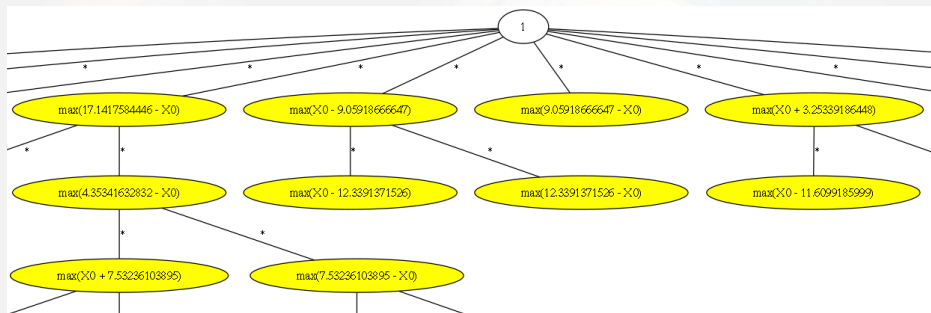 1
* * * * * * *
max(17.1417584446 - X0) max(X0 - 9.05918666647) max(9.05918666647 - X0) max(X0 + 3.25339186448)
* * * * *
max(4.35341632832 - X0) max(X0 - 12.3391371526) max(12.3391371526 - X0) max(X0 - 11.6099185999)
* *
max(X0 + 7.53236103895) max(7.53236103895 - X0)